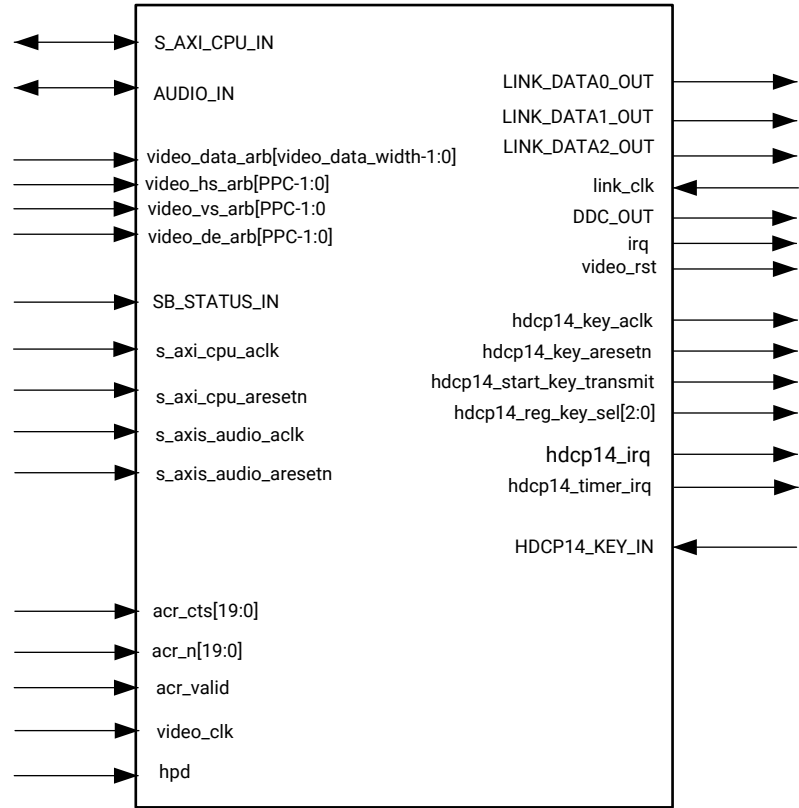 S_AXI_CPU_IN
AUDIO_IN
video_data_arb[video_data_width-1:0]
video_hs_arb[PPC-1:0]
video_vs_arb[PPC-1:0
video_de_arb[PPC-1:0]
SB_STATUS_IN
s_axi_cpu_aclk
s_axi_cpu_aresetn
s_axis_audio_aclk
s_axis_audio_aresetn
acr_cts[19:0]
acr_n[19:0]
acr_valid
video_clk
hpd
LINK_DATA0_OUT
LINK_DATA1_OUT
LINK_DATA2_OUT
link_clk
DDC_OUT
irq
video_rst
hdcp14_key_aclk
hdcp14_key_aresetn
hdcp14_start_key_transmit
hdcp14_reg_key_sel[2:0]
hdcp14_irq
hdcp14_timer_irq
HDCP14_KEY_IN